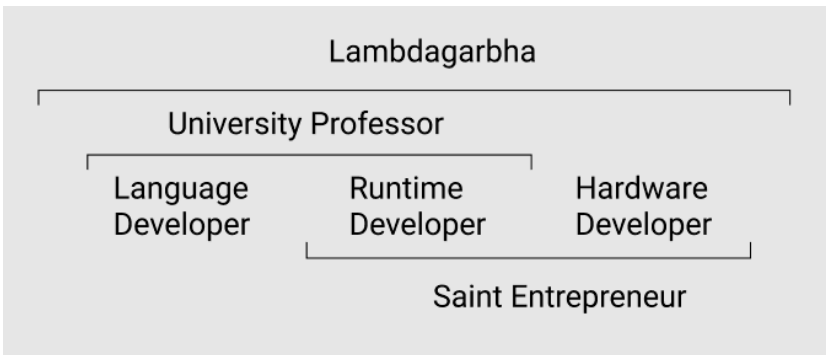 Lambdagarbha
University Professor
Language Runtime Hardware
Developer Developer Developer
Saint Entrepreneur